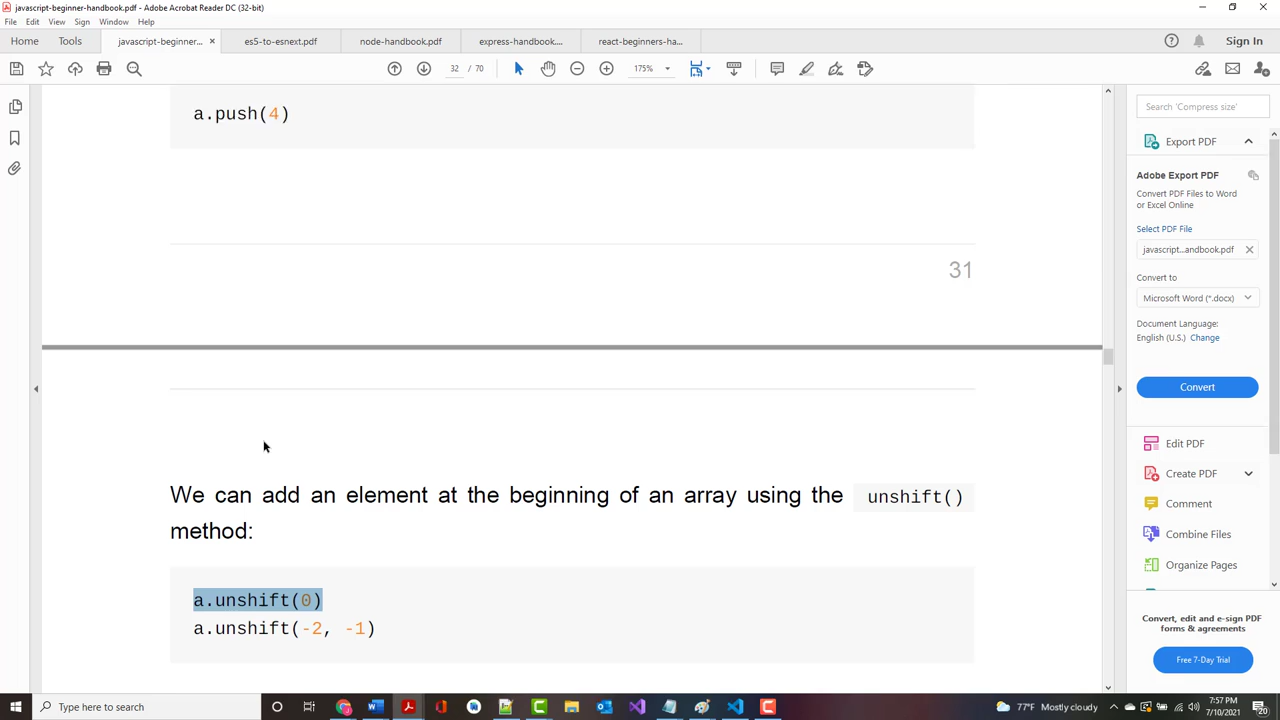 javascript-beginner-handbook.pdf - Adobe Acrobat Reader DC (32-bit)
File Edit View Sign Window Help
Home Tools javascript-beginner... × es5-to-esnext.pdf node-handbook.pdf express-handbook.... react-beginners-ha... Sign In
32 / 70 175%
a.push(4)
31
We can add an element at the beginning of an array using the unshift()
method:
a.unshift(0)
a.unshift(-2, -1)
Search 'Compress size'
Export PDF
Adobe Export PDF
Convert PDF Files to Word
or Excel Online
Select PDF File
javascript...andbook.pdf
Convert to
Microsoft Word (*.docx)
Document Language:
English (U.S.) Change
Convert
Edit PDF
Create PDF
Comment
Combine Files
Organize Pages
Convert, edit and e-sign PDF
forms & agreements
Free 7-Day Trial
Type here to search
77°F Mostly cloudy
7:57 PM
7/10/2021
20